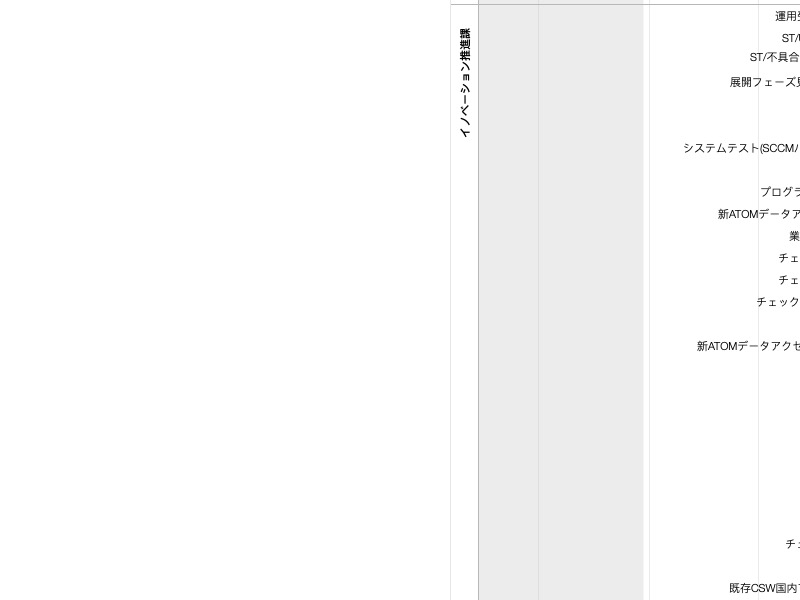 イノベーション推進課
運用
ST/
ST/不具合
展開フェーズ
システムテスト(SCCM
プログラ
新ATOMデータア
業
チェ
チェ
チェック
新ATOMデータアクセ
チェ
既存CSW国内